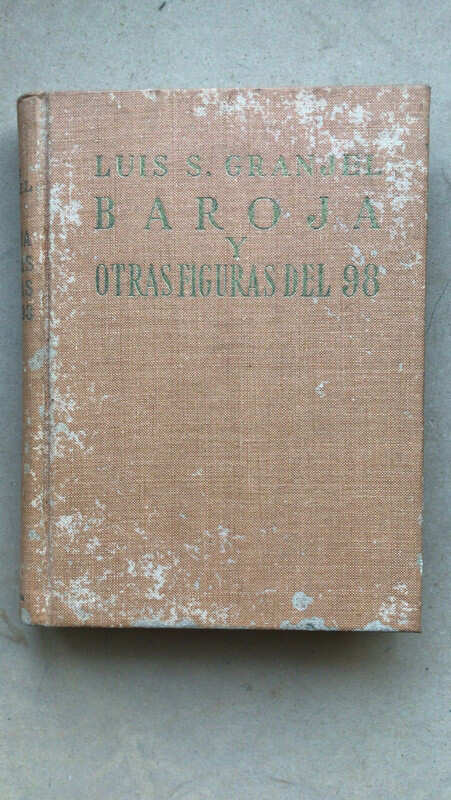 LUIS S. GRANJEL
BAROJA
Y
OTRAS FIGURAS DEL 98